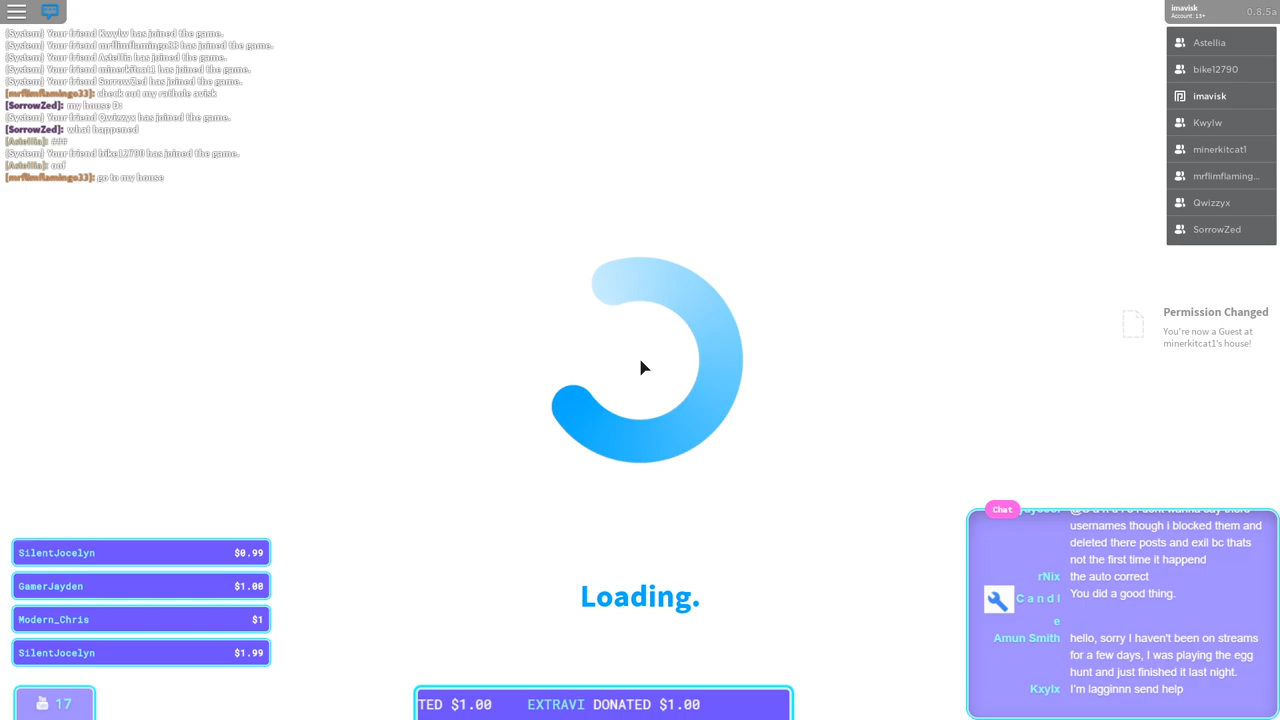 imavisk
Account: 13+
0.8.5a
{System} Your friend Kwylw has joined the game.
{System} Your friend mrflimflamingo33 has joined the game.
{System} Your friend Astellia has joined the game.
{System} Your friend minerkitcat1 has joined the game.
{System} Your friend SorrowZed has joined the game.
[mrflimflamingo33]: check out my rathole avisk
[SorrowZed]: my house D:
{System} Your friend Qwizzyx has joined the game.
[SorrowZed]: what happened
[Astellia]: ###
{System} Your friend bike12790 has joined the game.
[Astellia]: oof
[mrflimflamingo33]: go to my house
Astellia
bike12790
imavisk
Kwylw
minerkitcat1
mrflimflaming...
Qwizzyx
SorrowZed
Permission Changed
You're now a Guest at
minerkitcat1's house!
Loading.
SilentJocelyn $0.99
GamerJayden $1.00
Modern_Chris $1
SilentJocelyn $1.99
17
TED $1.00 EXTRAVI DONATED $1.00
Chat
usernames though i blocked them and
deleted there posts and exil bc thats
not the first time it happend
rNix the auto correct
C a n d l e You did a good thing.
Amun Smith hello, sorry I haven't been on streams
for a few days, I was playing the egg
hunt and just finished it last night.
Kxylx I'm lagginnn send help